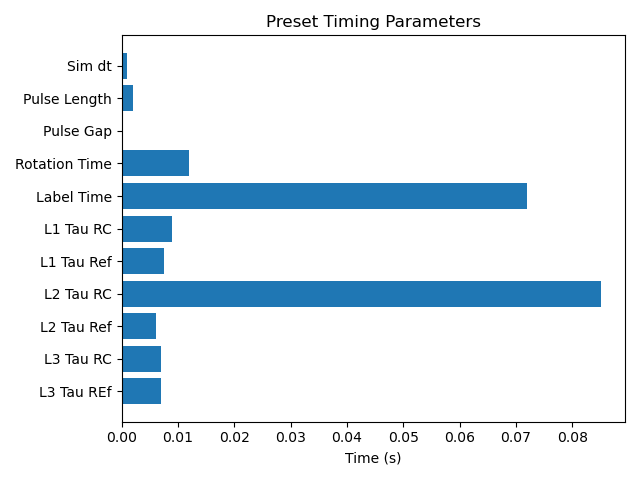 Preset Timing Parameters
Sim dt
Pulse Length
Pulse Gap
Rotation Time
Label Time
L1 Tau RC
L1 Tau Ref
L2 Tau RC
L2 Tau Ref
L3 Tau RC
L3 Tau REf
0.00 0.01 0.02 0.03 0.04 0.05 0.06 0.07 0.08
Time (s)